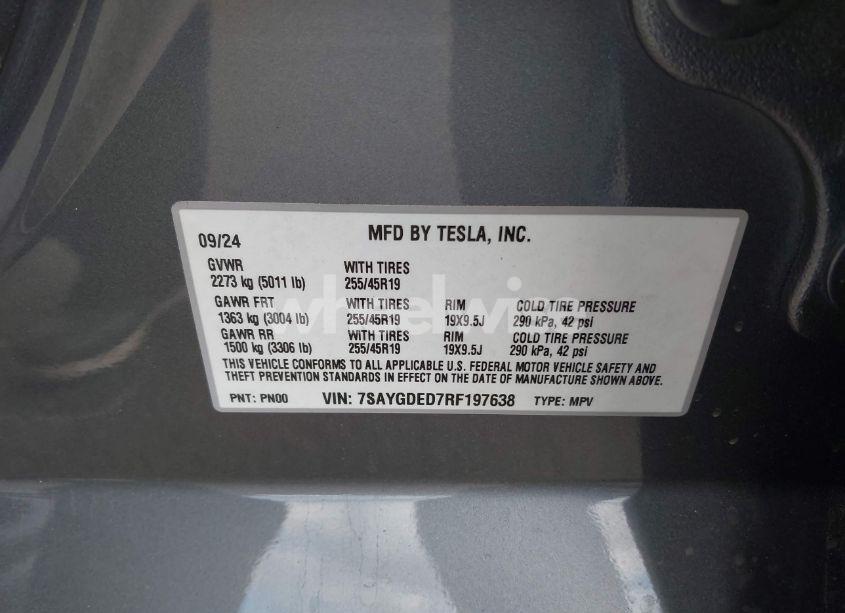 09/24 MFD BY TESLA, INC.
GVWR WITH TIRES
2273 kg (5011 lb) 255/45R19
GAWR FRT WITH TIRES RIM COLD TIRE PRESSURE
1363 kg (3004 lb) 255/45R19 19X9.5J 290 kPa, 42 psi
GAWR RR WITH TIRES RIM COLD TIRE PRESSURE
1500 kg (3306 lb) 255/45R19 19X9.5J 290 kPa, 42 psi
THIS VEHICLE CONFORMS TO ALL APPLICABLE U.S. FEDERAL MOTOR VEHICLE SAFETY AND
THEFT PREVENTION STANDARDS IN EFFECT ON THE DATE OF MANUFACTURE SHOWN ABOVE.
PNT: PN00 VIN: 7SAYGDED7RF197638 TYPE: MPV